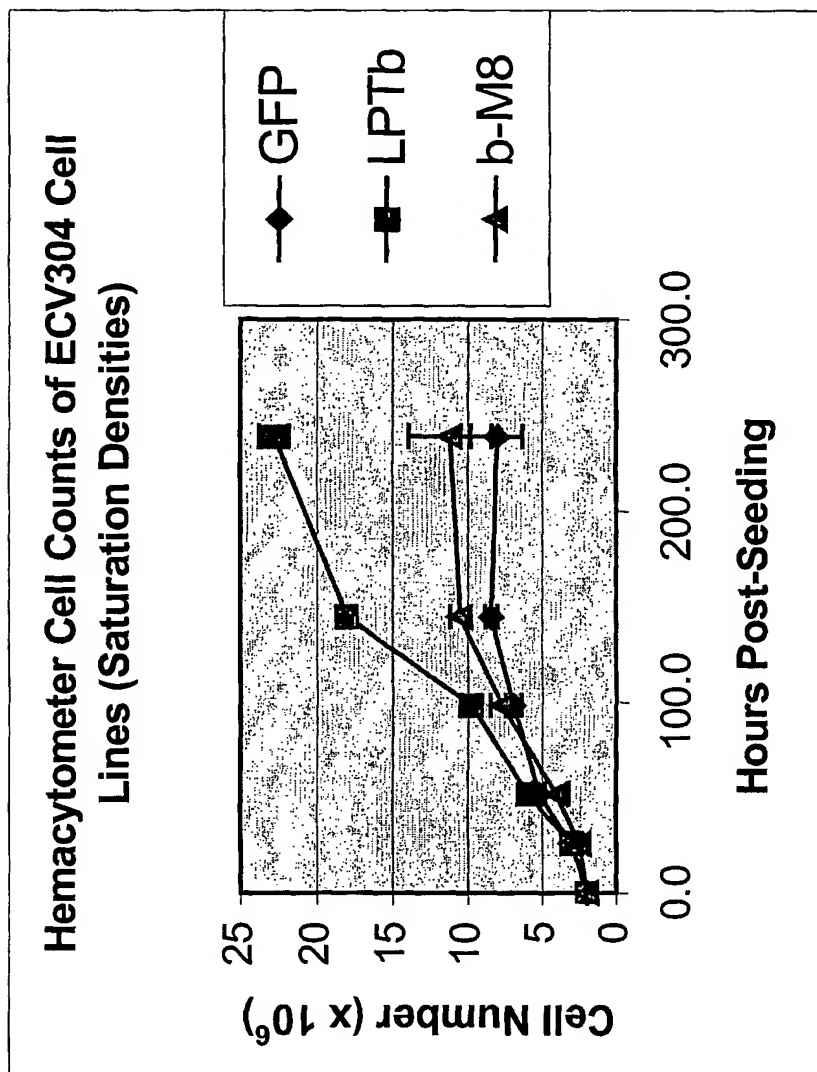 Hemacytometer Cell Counts of ECV304 Cell
Lines (Saturation Densities)
25
20
15
10
5
0
Cell Number (x 10⁶)
0.0
100.0
200.0
300.0
Hours Post-Seeding
GFP
LPTb
b-M8